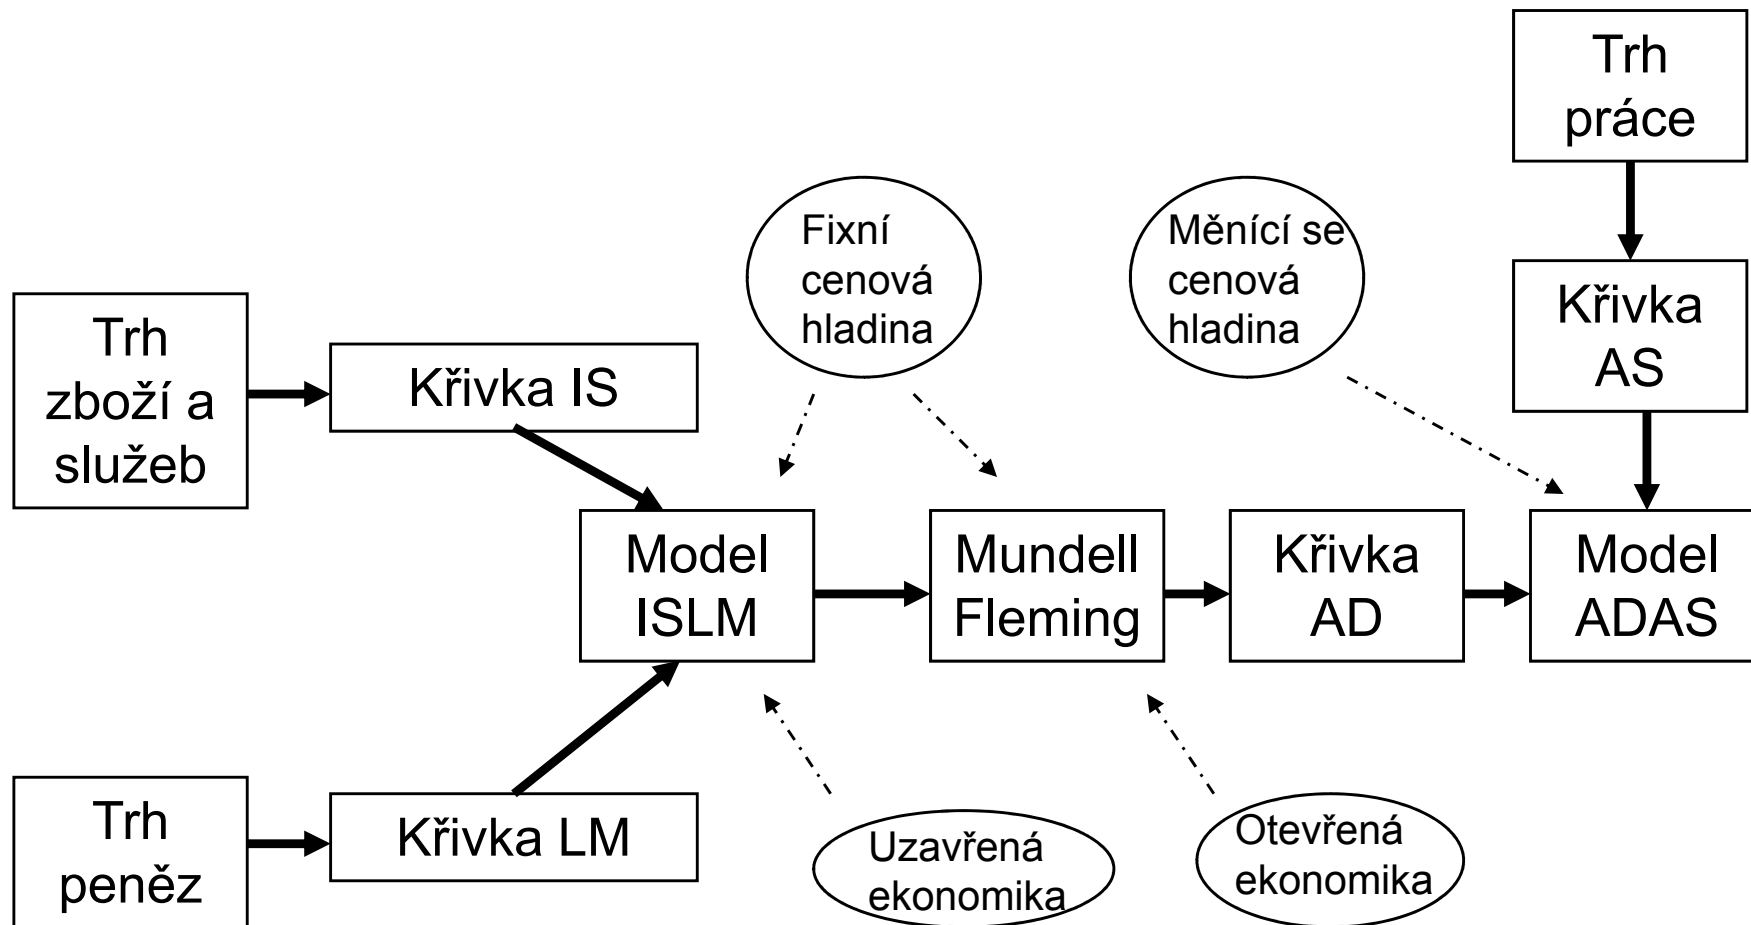 Trh
práce
Fixní
cenová
hladina
Měnící se
cenová
hladina
Křivka
AS
Trh
zboží a
služeb
Křivka IS
Model
ISLM
Mundell
Fleming
Křivka
AD
Model
ADAS
Trh
peněz
Křivka LM
Uzavřená
ekonomika
Otevřená
ekonomika